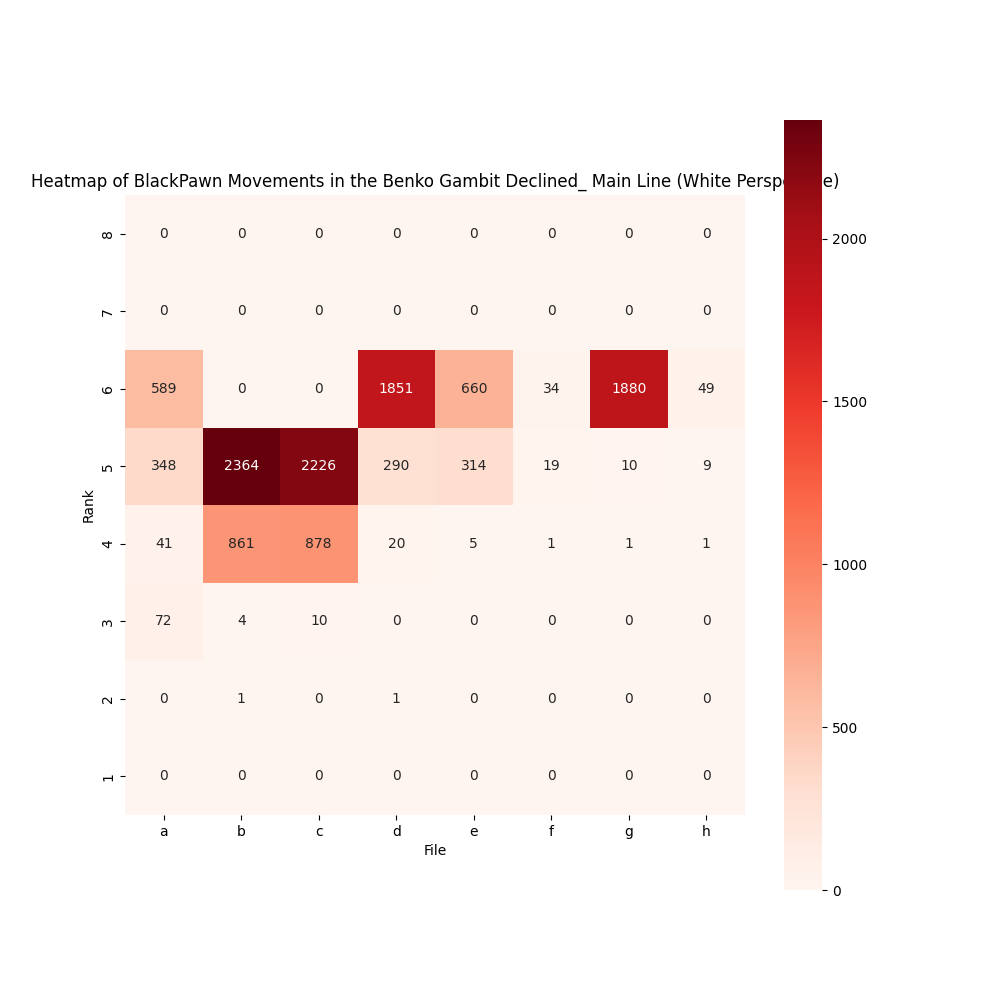 Heatmap of BlackPawn Movements in the Benko Gambit Declined_ Main Line (White Perspective)
8 0 0 0 0 0 0 0 0
7 0 0 0 0 0 0 0 0
6 589 0 0 1851 660 34 1880 49
5 348 2364 2226 290 314 19 10 9
Rank
4 41 861 878 20 5 1 1 1
3 72 4 10 0 0 0 0 0
2 0 1 0 1 0 0 0 0
1 0 0 0 0 0 0 0 0
a b c d e f g h
File
2000
1500
1000
500
0